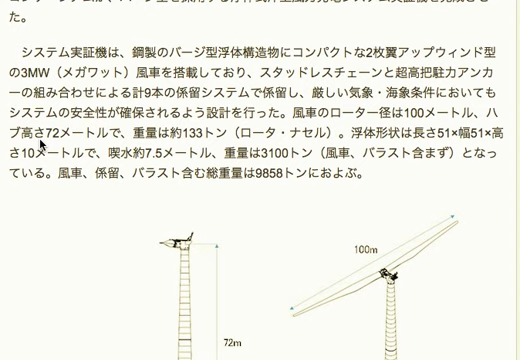 た。
システム実証機は、鋼製のバージ型浮体構造物にコンパクトな2枚翼アップウィンド型
の3MW（メガワット）風車を搭載しており、スタッドレスチェーンと超高把駐力アンカ
ーの組み合わせによる計9本の係留システムで係留し、厳しい気象・海象条件においても
システムの安全性が確保されるよう設計を行った。風車のローター径は100メートル、ハ
ブ高さ72メートルで、重量は約133トン（ロータ・ナセル）。浮体形状は長さ51×幅51×高
さ10メートルで、喫水約7.5メートル、重量は3100トン（風車、バラスト含まず）となっ
ている。風車、係留、バラスト含む総重量は9858トンにおよぶ。
100m
72m